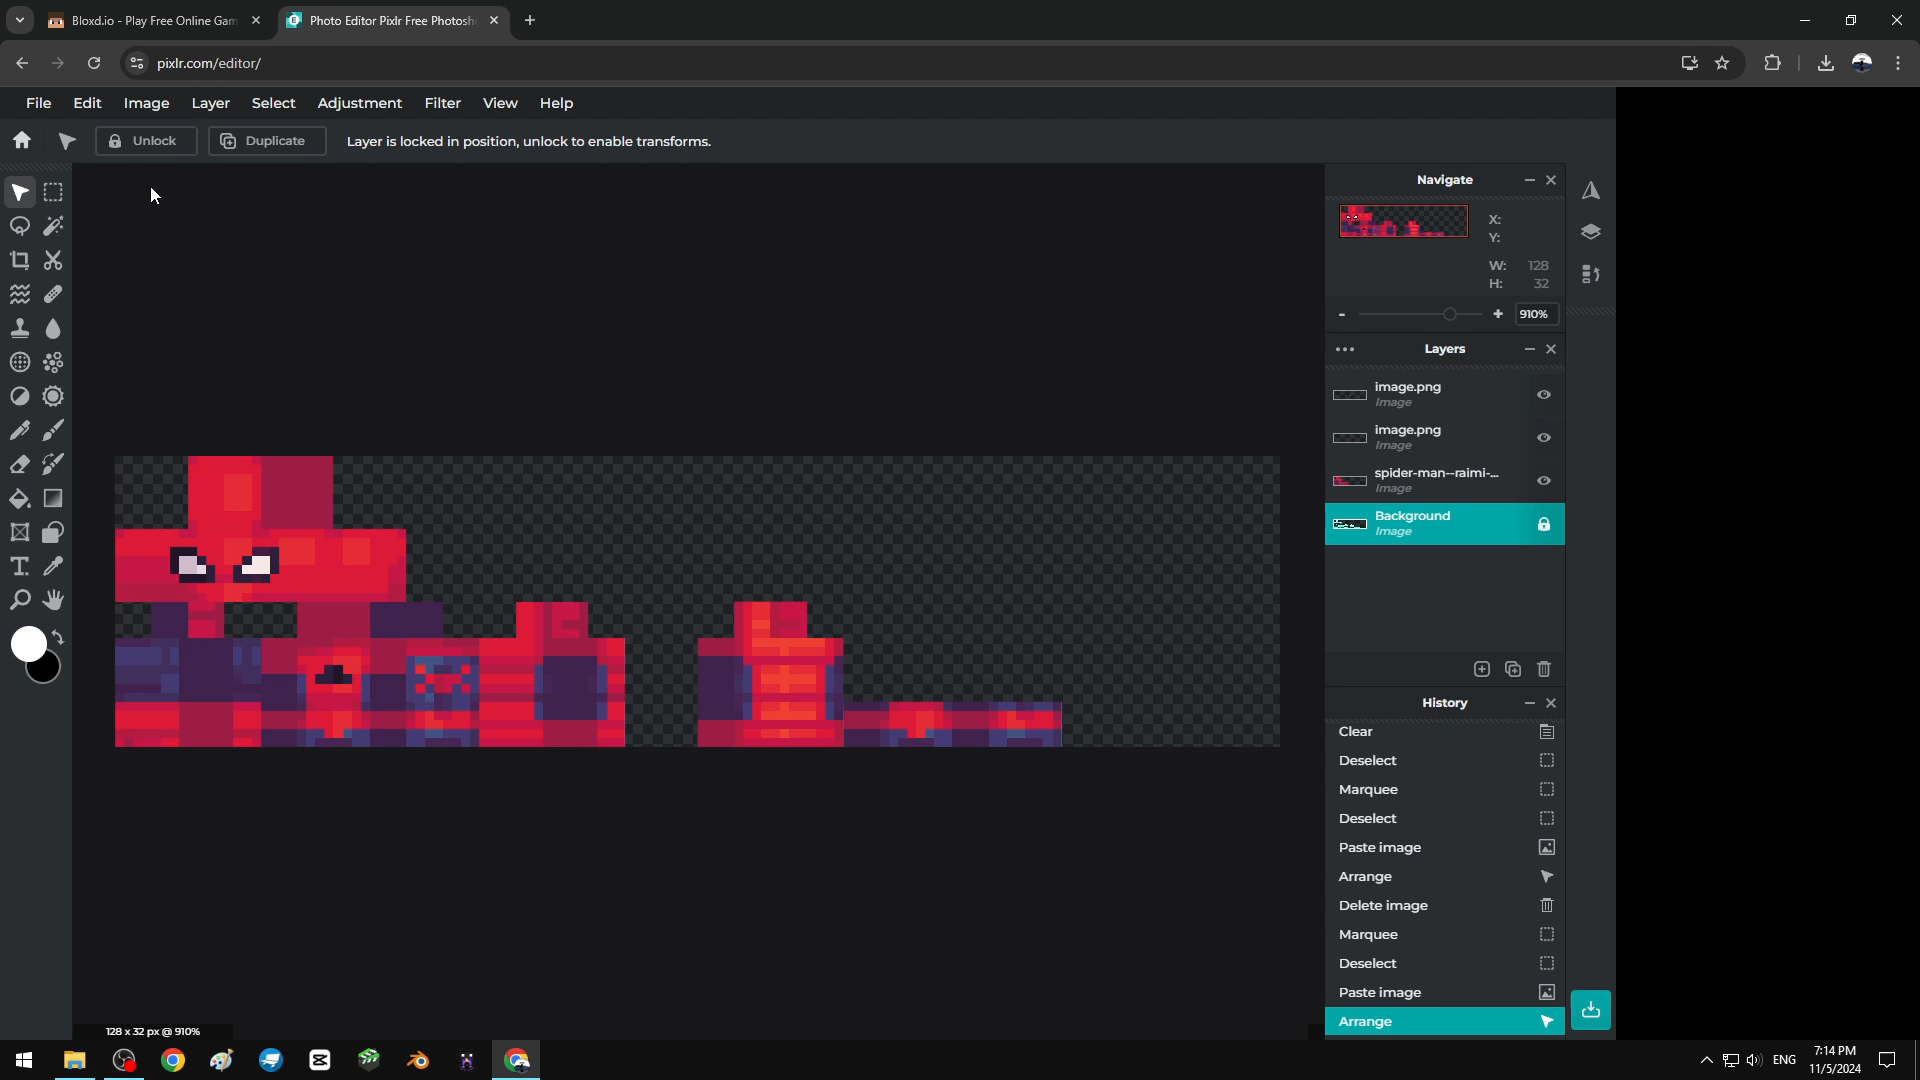 Bloxd.io - Play Free Online Gam
Photo Editor Pixlr Free Photosh
pixlr.com/editor/
File Edit Image Layer Select Adjustment Filter View Help
Unlock
Duplicate
Layer is locked in position, unlock to enable transforms.
Navigate
X:
Y:
W: 128
H: 32
- + 910%
Layers
image.png
Image
image.png
Image
spider-man--raimi-...
Image
Background
Image
History
Clear
Deselect
Marquee
Deselect
Paste image
Arrange
Delete image
Marquee
Deselect
Paste image
Arrange
128 x 32 px @ 910%
ENG
7:14 PM
11/5/2024